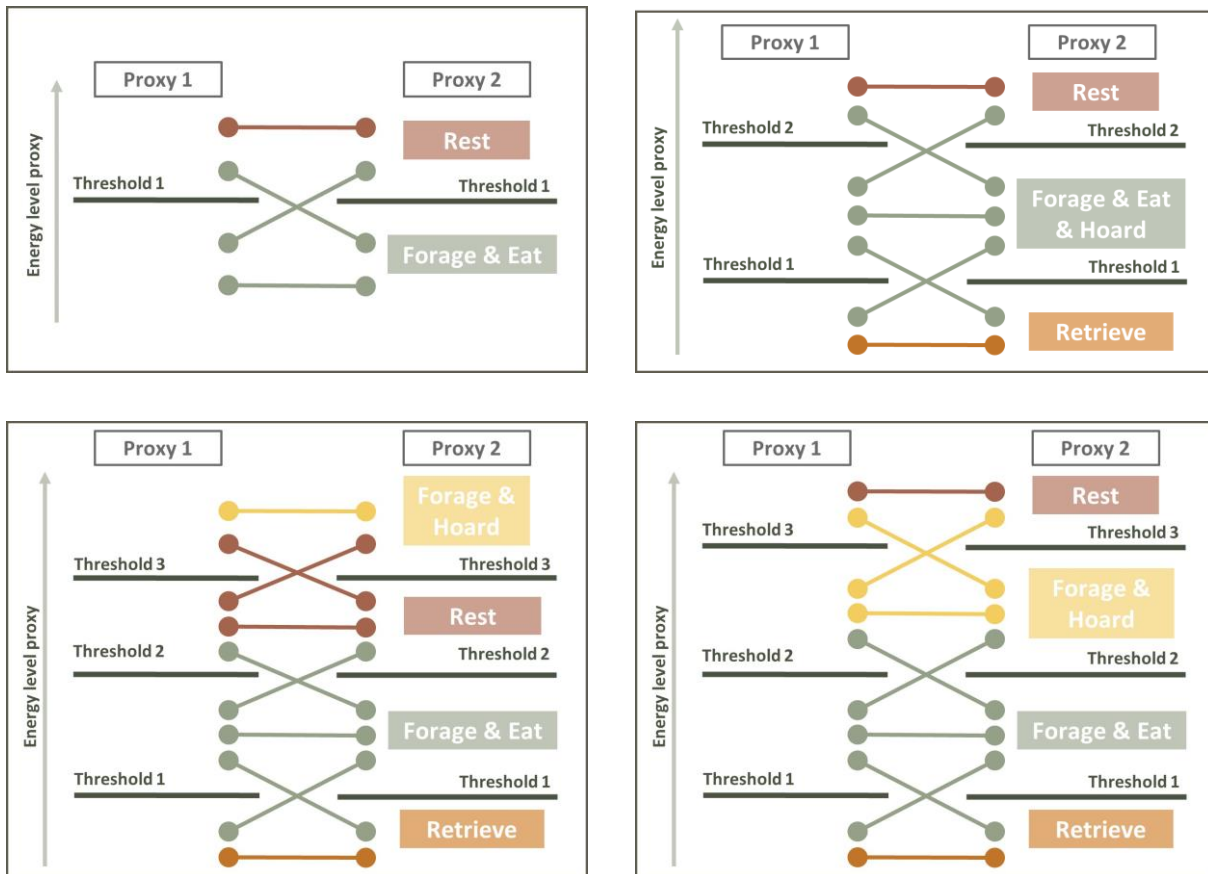 Proxy 1
Proxy 2
Energy level proxy
Rest
Threshold 1
Threshold 1
Forage & Eat
Proxy 1
Proxy 2
Energy level proxy
Rest
Threshold 2
Threshold 2
Forage & Eat
& Hoard
Threshold 1
Threshold 1
Retrieve
Proxy 1
Proxy 2
Energy level proxy
Forage &
Hoard
Threshold 3
Threshold 3
Rest
Threshold 2
Threshold 2
Forage & Eat
Threshold 1
Threshold 1
Retrieve
Proxy 1
Proxy 2
Energy level proxy
Rest
Threshold 3
Threshold 3
Forage &
Hoard
Threshold 2
Threshold 2
Forage & Eat
Threshold 1
Threshold 1
Retrieve